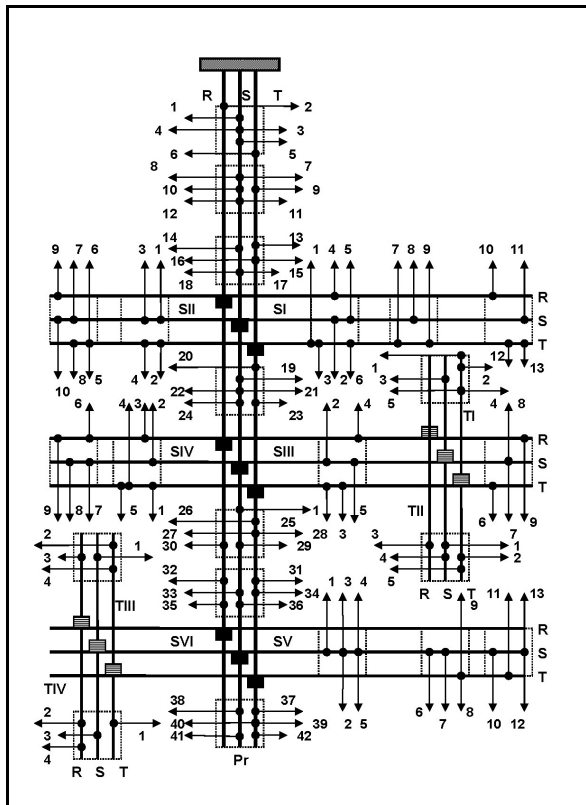 R S T
1 2
4 3
6 5
8 7
10 9
12 11
14 13
16 15
18 17
9 7 6 3 1 1 4 5 7 8 9 10 11
R
SII SI S
T
10 8 5 4 2 3 2 6 12 13
20 19
22 21
24 23
1 2
3
5
TI
6 4 3 2 2 4 4 8
R
SIV SIII S
T
9 8 7 5 1 28 3 5 6 9
TII
26 1
25
27
30 29
3 7
1
4 2
5
R S T
2 1
3
4
TIII
32 31
33 34
35 36
1 3 4 9 11 13
R
SVI SV S
T
TIV
2 5 6 7 8 10 12
38 37
40 39
41 42
2 1
3
4
R S T
Pr